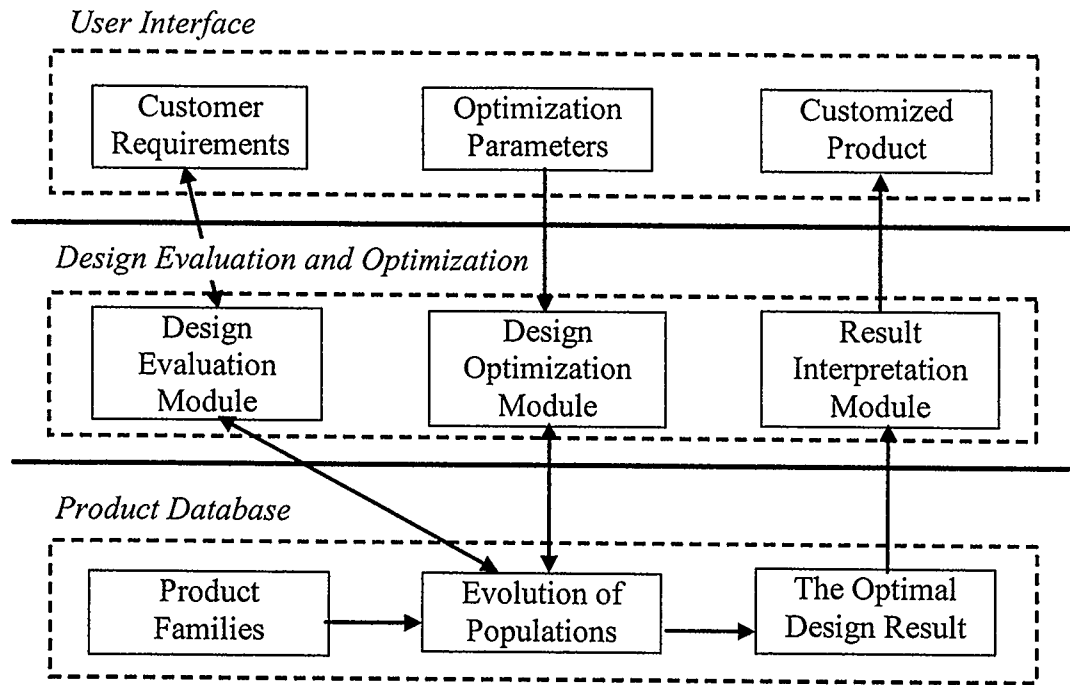 User Interface
Customer
Requirements
Optimization
Parameters
Customized
Product
Design Evaluation and Optimization
Design
Evaluation
Module
Design
Optimization
Module
Result
Interpretation
Module
Product Database
Product
Families
Evolution of
Populations
The Optimal
Design Result